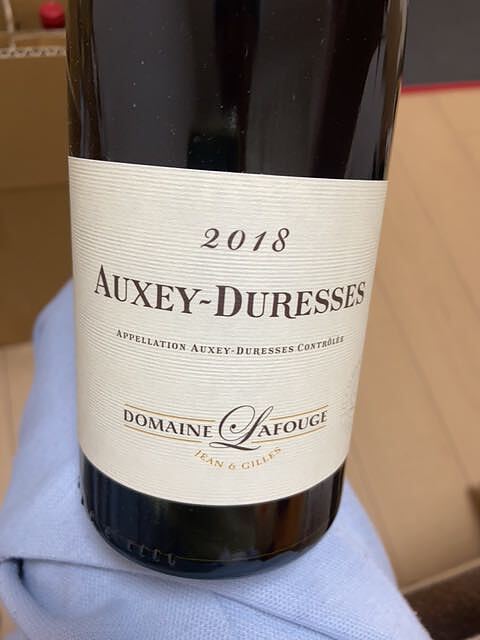 2018
AUXEY-DURESSES
APPELLATION AUXEY-DURESSES CONTRÔLÉE
DOMAINE LAFOUGE
JEAN & GILLES